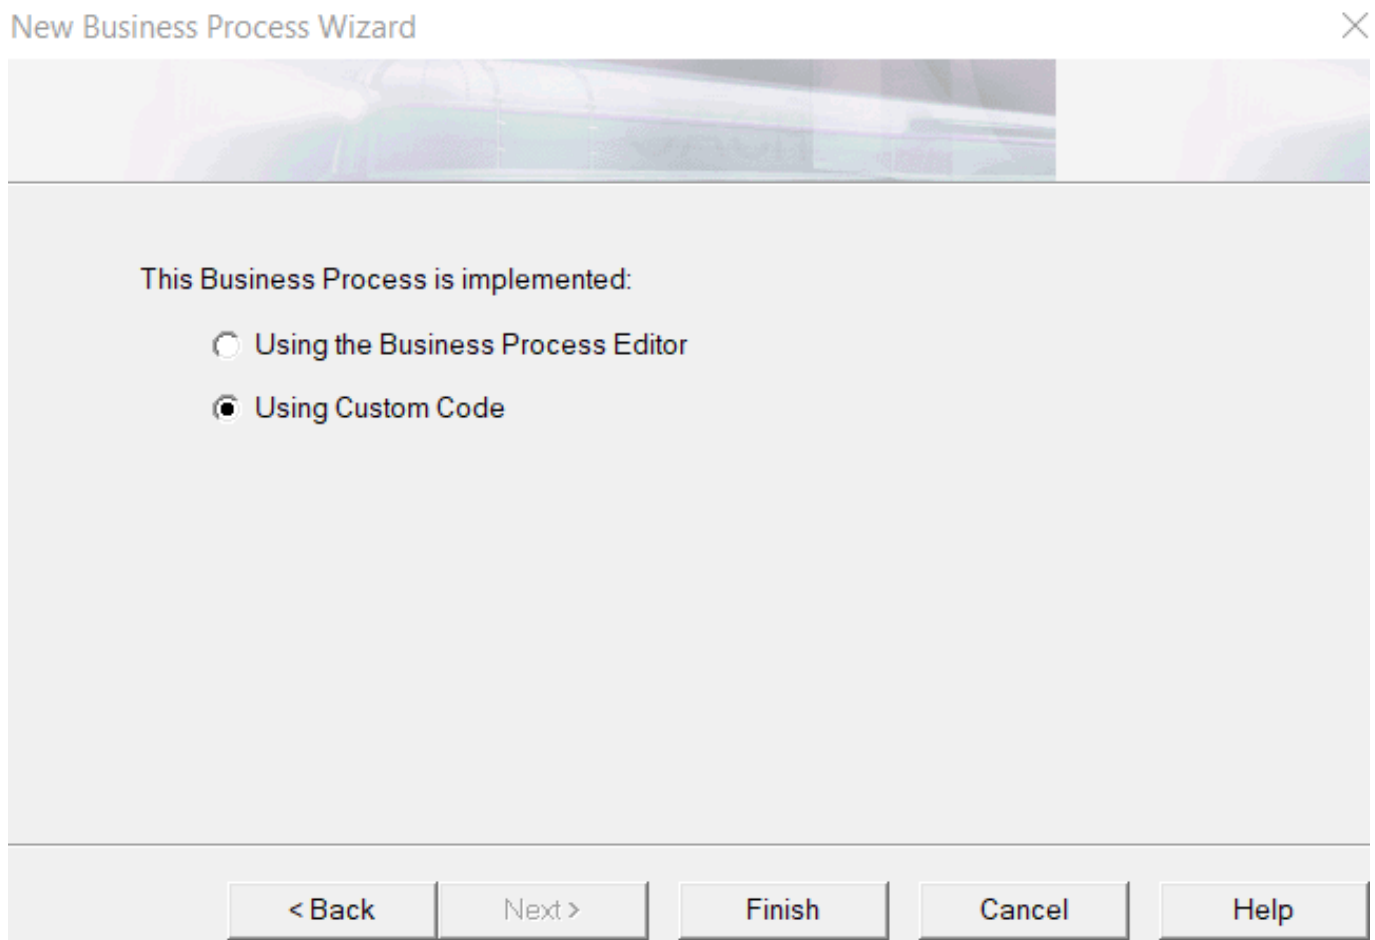 New Business Process Wizard
This Business Process is implemented:
Using the Business Process Editor
Using Custom Code
< Back Next > Finish Cancel Help